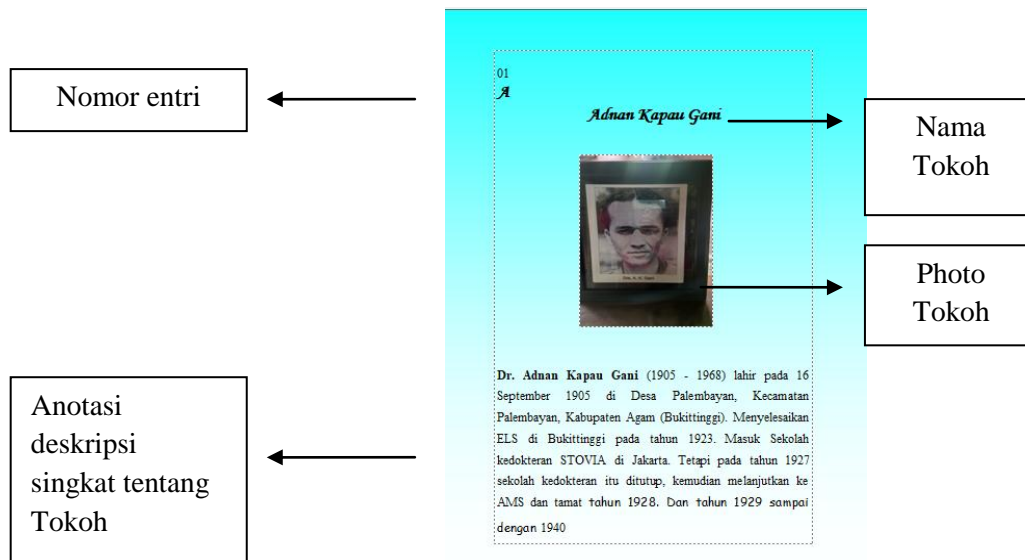 Nomor entri
01
A
Adnan Kapau Gani
Nama
Tokoh
Photo
Tokoh
Anotasi
deskripsi
singkat tentang
Tokoh
Dr. Adnan Kapau Gani (1905 - 1968) lahir pada 16
September 1905 di Desa Palembayan, Kecamatan
Palembayan, Kabupaten Agam (Bukittinggi). Menyelesaikan
ELS di Bukittinggi pada tahun 1923. Masuk Sekolah
kedokteran STOVIA di Jakarta. Tetapi pada tahun 1927
sekolah kedokteran itu ditutup, kemudian melanjutkan ke
AMS dan tamat tahun 1928. Dan tahun 1929 sampai
dengan 1940